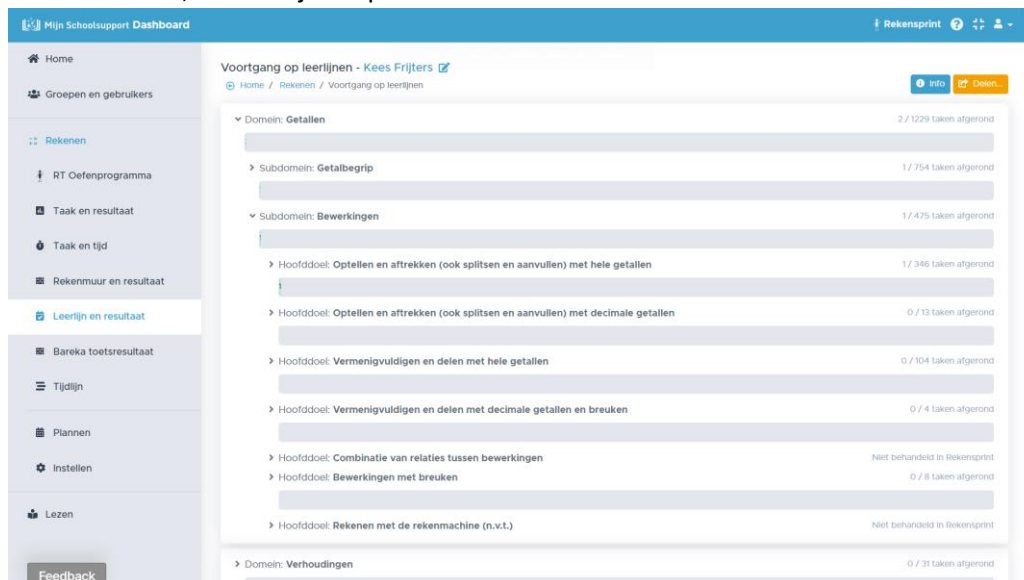 Mijn Schoolsupport Dashboard
Rekensprint
Home
Groepen en gebruikers
Rekenen
RT Oefenprogramma
Taak en resultaat
Taak en tijd
Rekenmuur en resultaat
Leerlijn en resultaat
Bareka toetsresultaat
Tijdlijn
Plannen
Instellen
Lezen
Feedback
Voortgang op leerlijnen - Kees Frijters
Home / Rekenen / Voortgang op leerlijnen
Info
Delen...
Domein: Getallen 2 / 1229 taken afgerond
Subdomein: Getalbegrip 1 / 754 taken afgerond
Subdomein: Bewerkingen 1 / 475 taken afgerond
Hoofddoel: Optellen en aftrekken (ook splitsen en aanvullen) met hele getallen 1 / 346 taken afgerond
1
Hoofddoel: Optellen en aftrekken (ook splitsen en aanvullen) met decimale getallen 0 / 13 taken afgerond
Hoofddoel: Vermenigvuldigen en delen met hele getallen 0 / 104 taken afgerond
Hoofddoel: Vermenigvuldigen en delen met decimale getallen en breuken 0 / 4 taken afgerond
Hoofddoel: Combinatie van relaties tussen bewerkingen Niet behandeld in Rekensprint
Hoofddoel: Bewerkingen met breuken 0 / 8 taken afgerond
Hoofddoel: Rekenen met de rekenmachine (n.v.t.) Niet behandeld in Rekensprint
Domein: Verhoudingen 0 / 31 taken afgerond